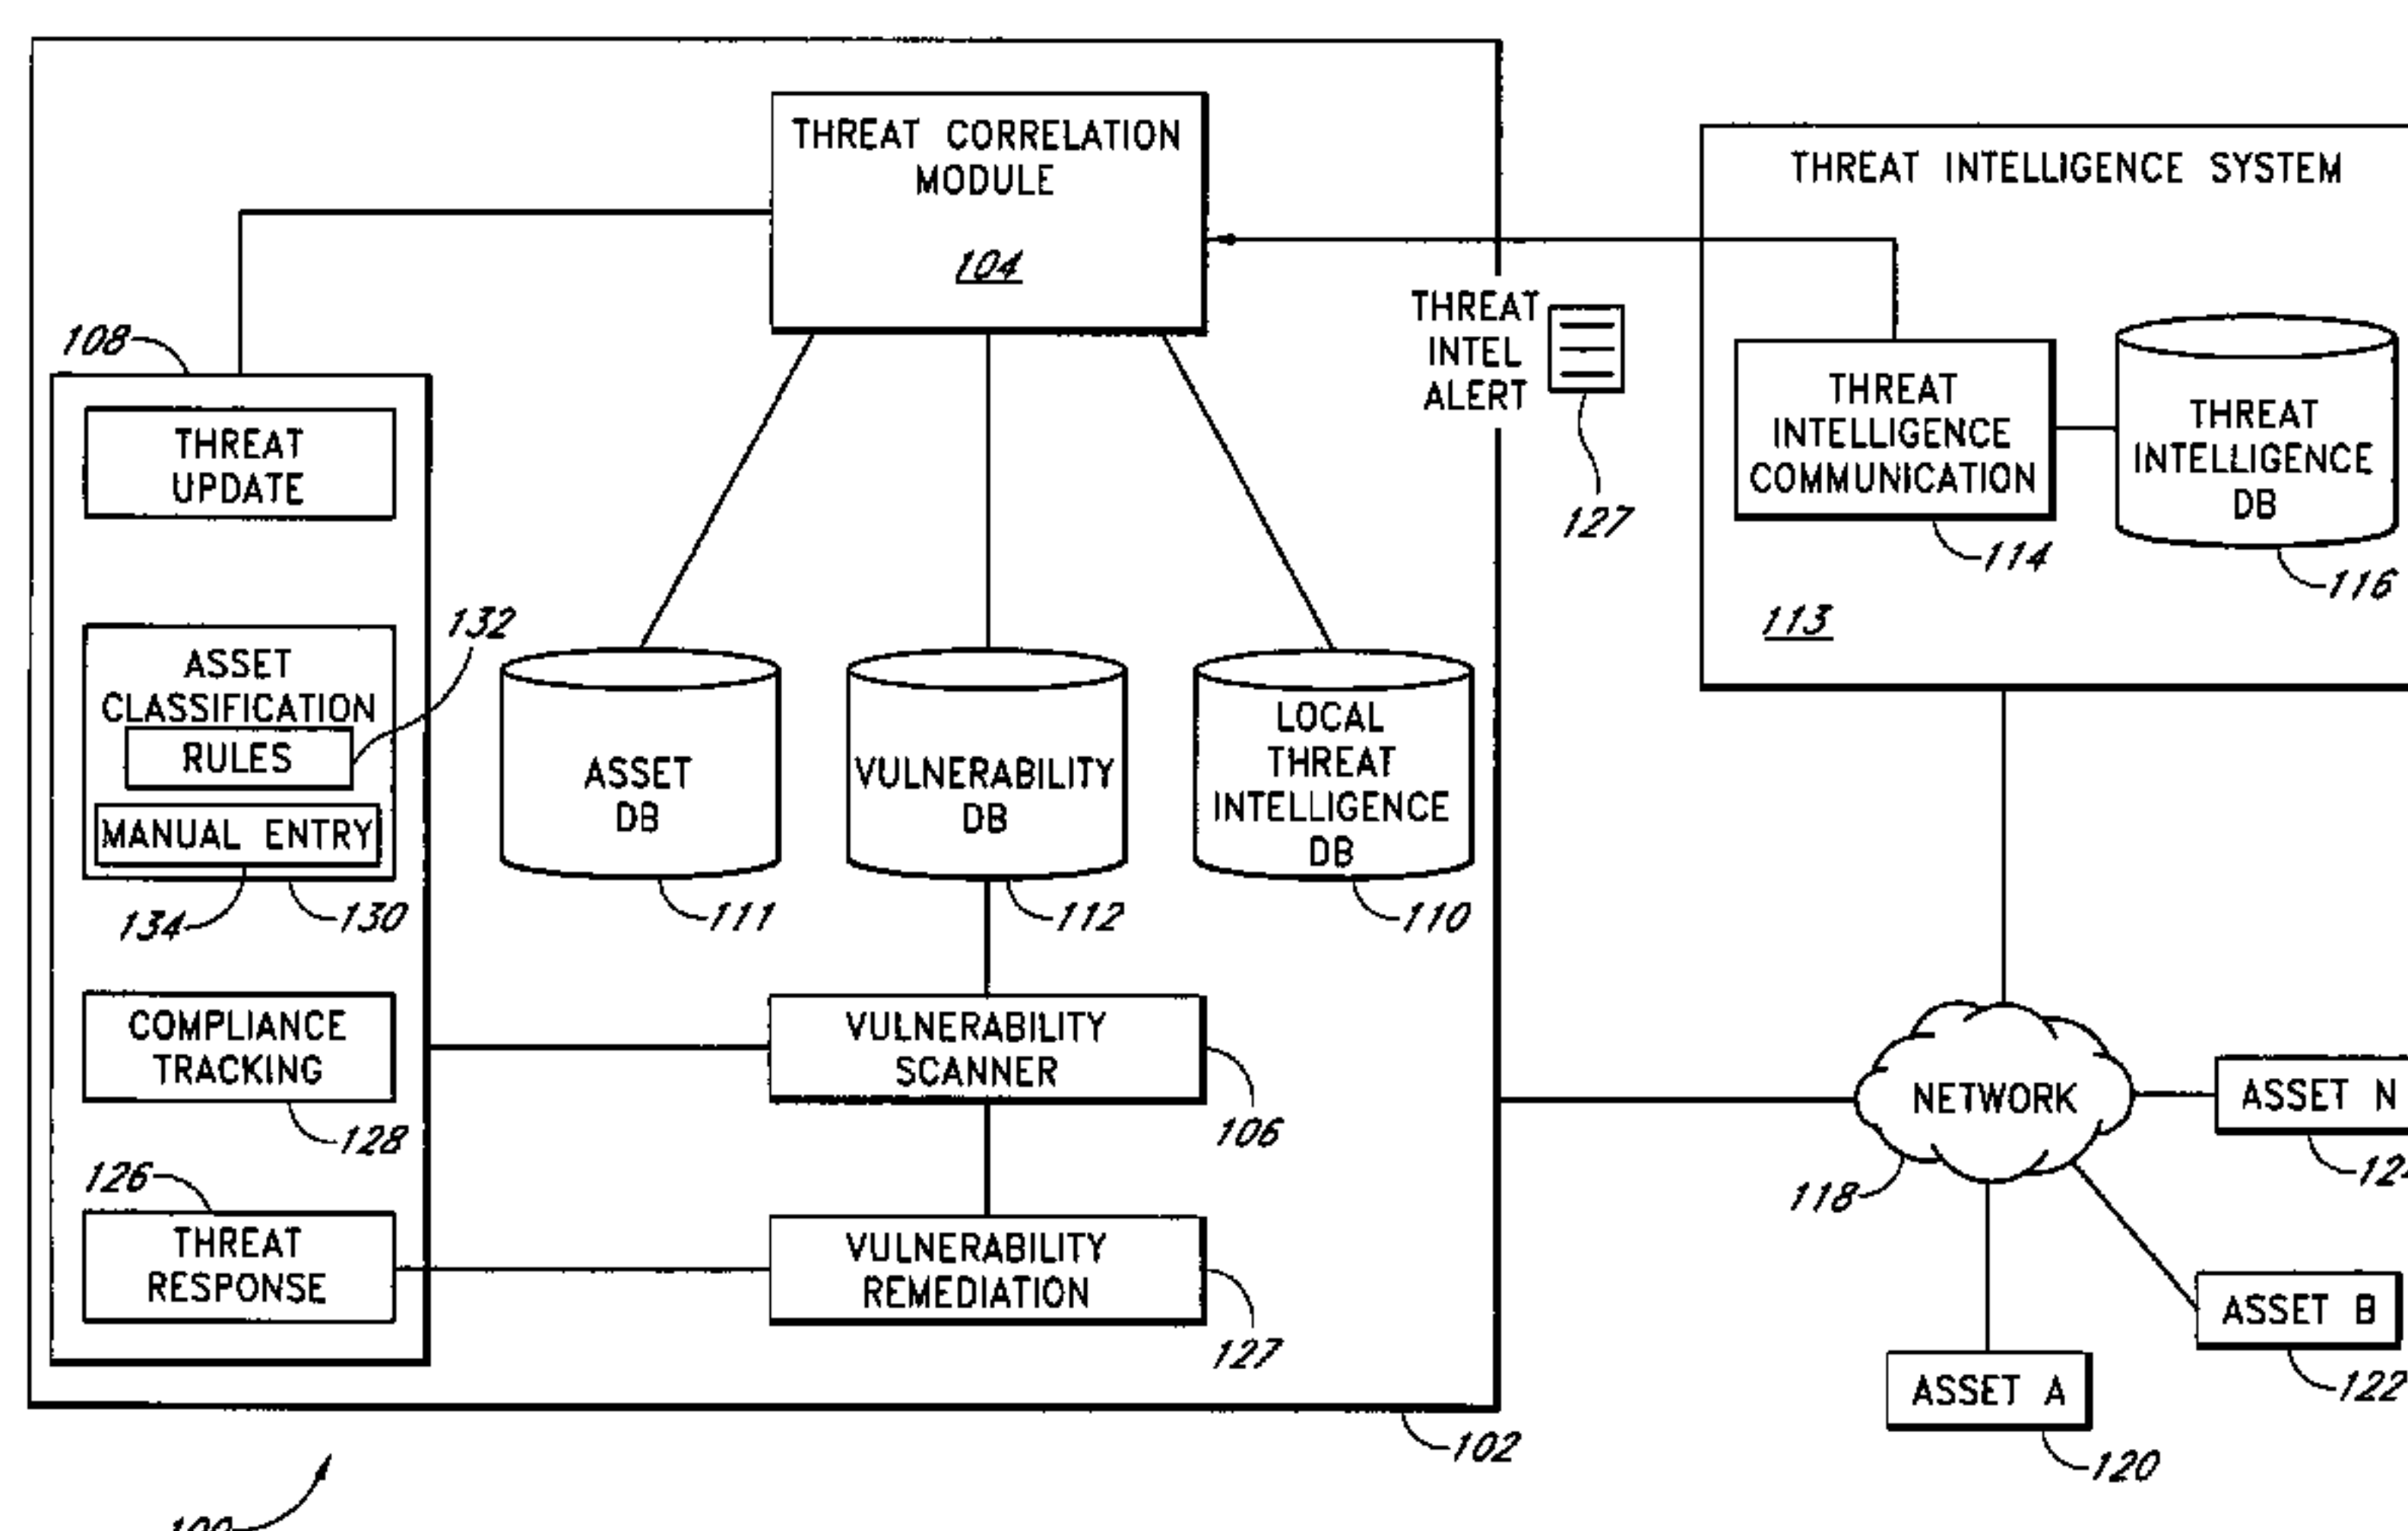 THREAT CORRELATION
MODULE
104
THREAT INTELLIGENCE SYSTEM
THREAT
INTEL
ALERT
127
THREAT
INTELLIGENCE
COMMUNICATION
114
THREAT
INTELLIGENCE
DB
116
113
108
THREAT
UPDATE
132
ASSET
CLASSIFICATION
RULES
MANUAL ENTRY
134
130
ASSET
DB
111
VULNERABILITY
DB
112
LOCAL
THREAT
INTELLIGENCE
DB
110
COMPLIANCE
TRACKING
128
VULNERABILITY
SCANNER
106
126
THREAT
RESPONSE
VULNERABILITY
REMEDIATION
127
102
NETWORK
118
ASSET N
ASSET B
122
ASSET A
120